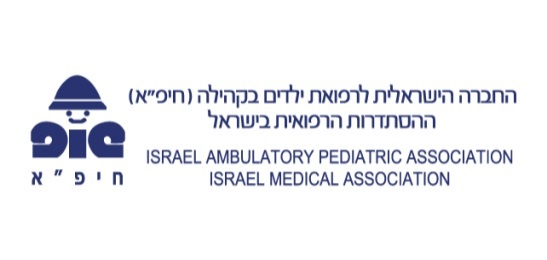 החברה הישראלית לרפואת ילדים בקהילה (חיפ"א)
ההסתדרות הרפואית בישראל
ISRAEL AMBULATORY PEDIATRIC ASSOCIATION
ISRAEL MEDICAL ASSOCIATION
חיפ"א